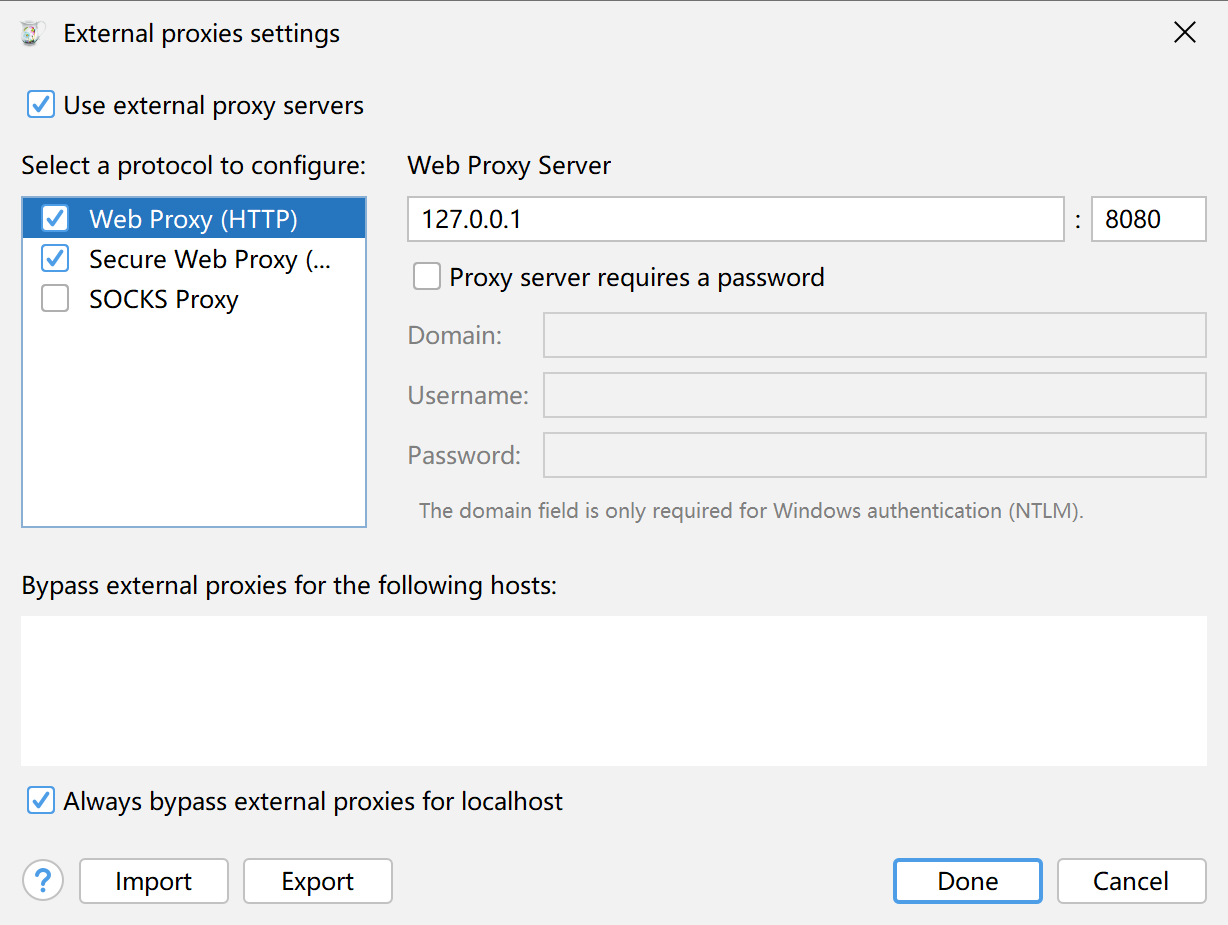 External proxies settings
Use external proxy servers
Select a protocol to configure:
Web Proxy (HTTP)
Secure Web Proxy (...
SOCKS Proxy
Web Proxy Server
127.0.0.1 : 8080
Proxy server requires a password
Domain:
Username:
Password:
The domain field is only required for Windows authentication (NTLM).
Bypass external proxies for the following hosts:
Always bypass external proxies for localhost
? Import Export Done Cancel